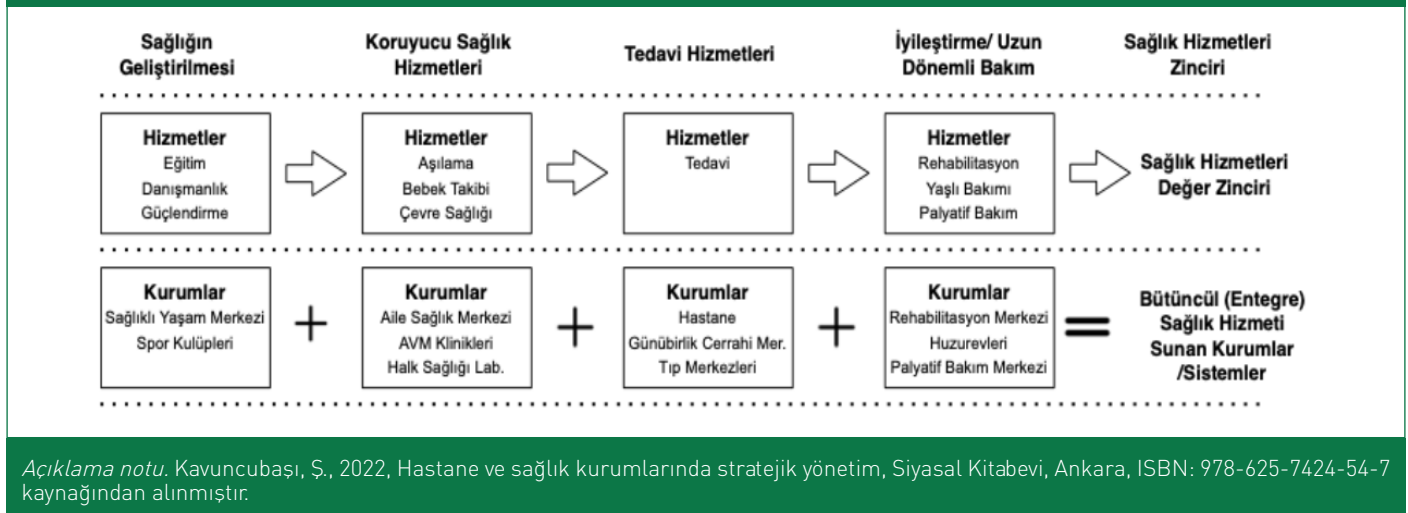 Sağlığın
Geliştirilmesi
Koruyucu Sağlık
Hizmetleri
Tedavi Hizmetleri
İyileştirme/ Uzun
Dönemli Bakım
Sağlık Hizmetleri
Zinciri
Hizmetler
Eğitim
Danışmanlık
Güçlendirme
Hizmetler
Aşılama
Bebek Takibi
Çevre Sağlığı
Hizmetler
Tedavi
Hizmetler
Rehabilitasyon
Yaşlı Bakımı
Palyatif Bakım
Sağlık Hizmetleri
Değer Zinciri
Kurumlar
Sağlıklı Yaşam Merkezi
Spor Kulüpleri
+
Kurumlar
Aile Sağlık Merkezi
AVM Klinikleri
Halk Sağlığı Lab.
+
Kurumlar
Hastane
Günübirlik Cerrahi Mer.
Tıp Merkezleri
+
Kurumlar
Rehabilitasyon Merkezi
Huzurevleri
Palyatif Bakım Merkezi
=
Bütüncül (Entegre)
Sağlık Hizmeti
Sunan Kurumlar
/Sistemler
Açıklama notu. Kavuncubaşı, Ş., 2022, Hastane ve sağlık kurumlarında stratejik yönetim, Siyasal Kitabevi, Ankara, ISBN: 978-625-7424-54-7
kaynağından alınmıştır.